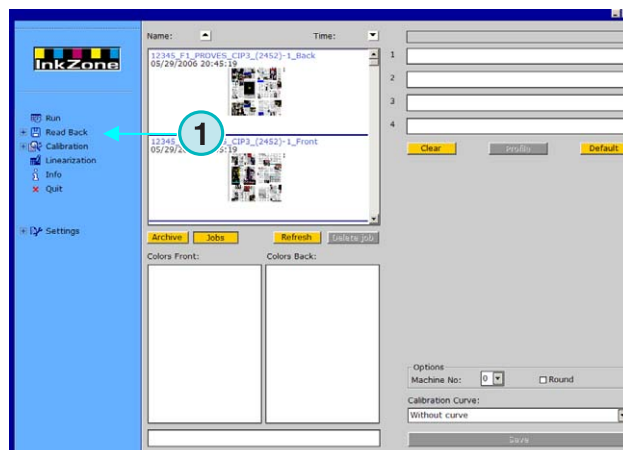 InkZone
Run
Read Back
Calibration
Linearization
Info
Quit
Settings
1
Name:
Time:
12345_F1_PROVES_CIP3_(2452)-1_Back
05/29/2006 20:45:19
12345_ CIP3_(2452)-1_Front
05/29/2 5:19
Archive
Jobs
Refresh
Delete job
Colors Front:
Colors Back:
1
2
3
4
Clear
Profile
Default
Options
Machine No:
0
Round
Calibration Curve:
Without curve
Save